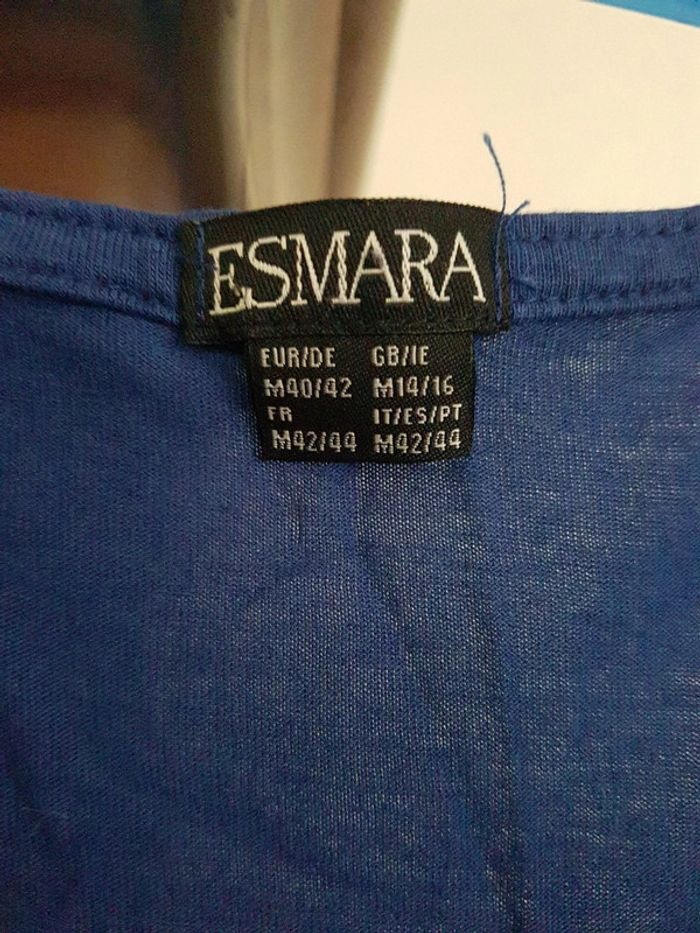 ESMARA
EUR/DE GB/IE
M40/42 M14/16
FR IT/ES/PT
M42/44 M42/44